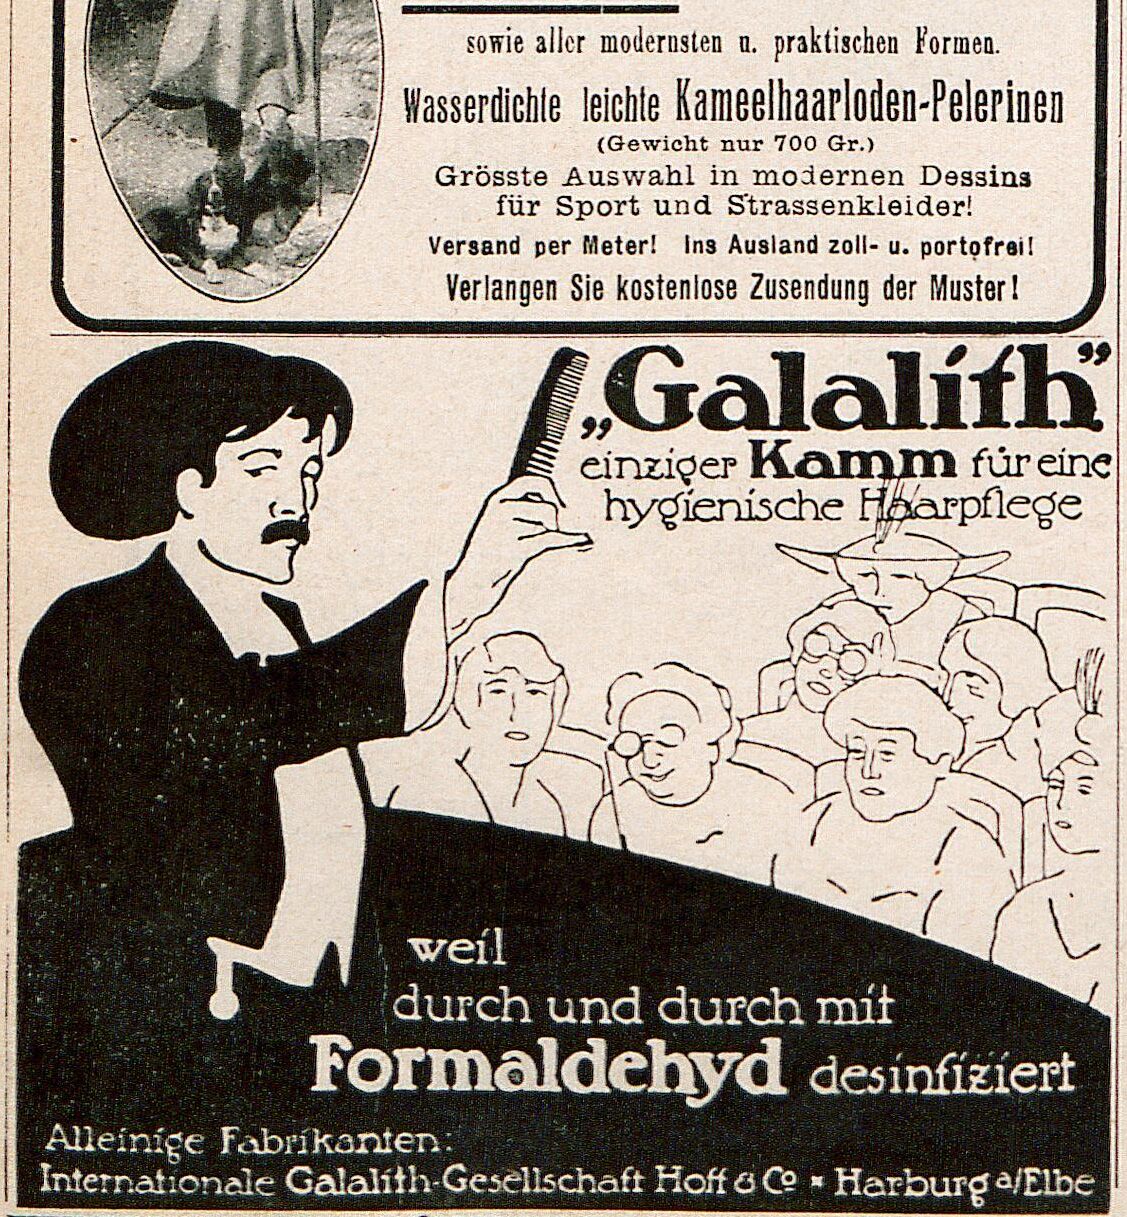 sowie aller modernsten u. praktischen Formen.
Wasserdichte leichte Kameelhaarloden-Pelerinen
(Gewicht nur 700 Gr.)
Grösste Auswahl in modernen Dessins
für Sport und Strassenkleider!
Versand per Meter! Ins Ausland zoll- u. portofrei!
Verlangen Sie kostenlose Zusendung der Muster!
„Galalith”
einziger Kamm für eine
hygienische Haarpflege
weil
durch und durch mit
Formaldehyd desinfiziert
Alleinige Fabrikanten:
Internationale Galalith-Gesellschaft Hoff & Co • Harburg a/Elbe